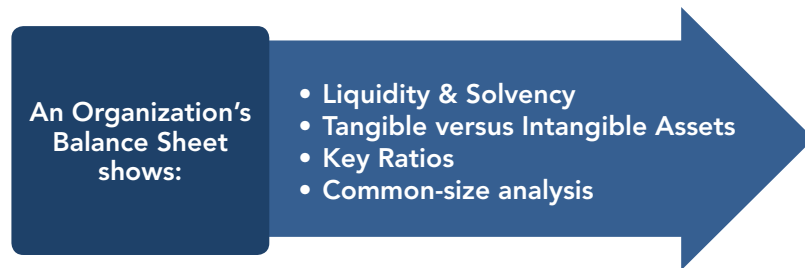 An Organization’s
Balance Sheet
shows:
• Liquidity & Solvency
• Tangible versus Intangible Assets
• Key Ratios
• Common-size analysis